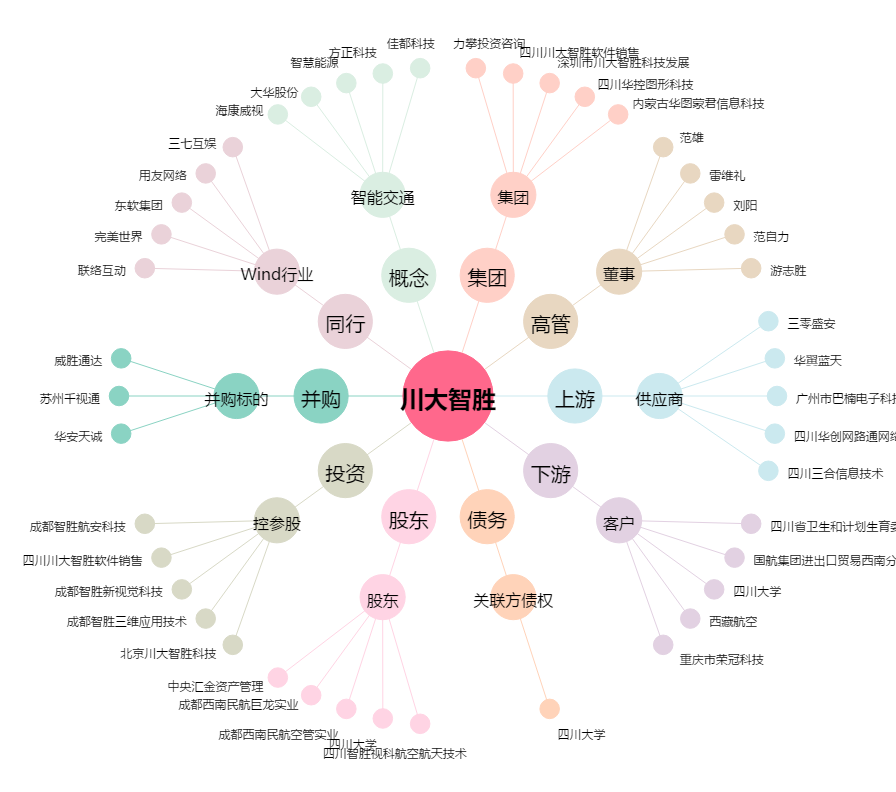 川大智胜
概念
智能交通
海康威视
大华股份
智慧能源
方正科技
佳都科技
集团
集团
力攀投资咨询
四川川大智胜软件销售
深圳市川大智胜科技发展
四川华控图形科技
内蒙古华图蒙君信息科技
高管
董事
范雄
雷维礼
刘阳
范自力
游志胜
上游
供应商
三零盛安
华翼蓝天
广州市巴楠电子科技
四川华创网路通网络
四川三合信息技术
下游
客户
四川省卫生和计划生育委
国航集团进出口贸易西南分
四川大学
西藏航空
重庆市荣冠科技
债务
关联方债权
四川大学
股东
股东
四川智胜视科航空航天技术
四川大学
成都西南民航空管实业
成都西南民航巨龙实业
中央汇金资产管理
投资
控参股
北京川大智胜科技
成都智胜三维应用技术
成都智胜新视觉科技
四川川大智胜软件销售
成都智胜航安科技
并购
并购标的
华安天诚
苏州千视通
威胜通达
同行
Wind行业
联络互动
完美世界
东软集团
用友网络
三七互娱